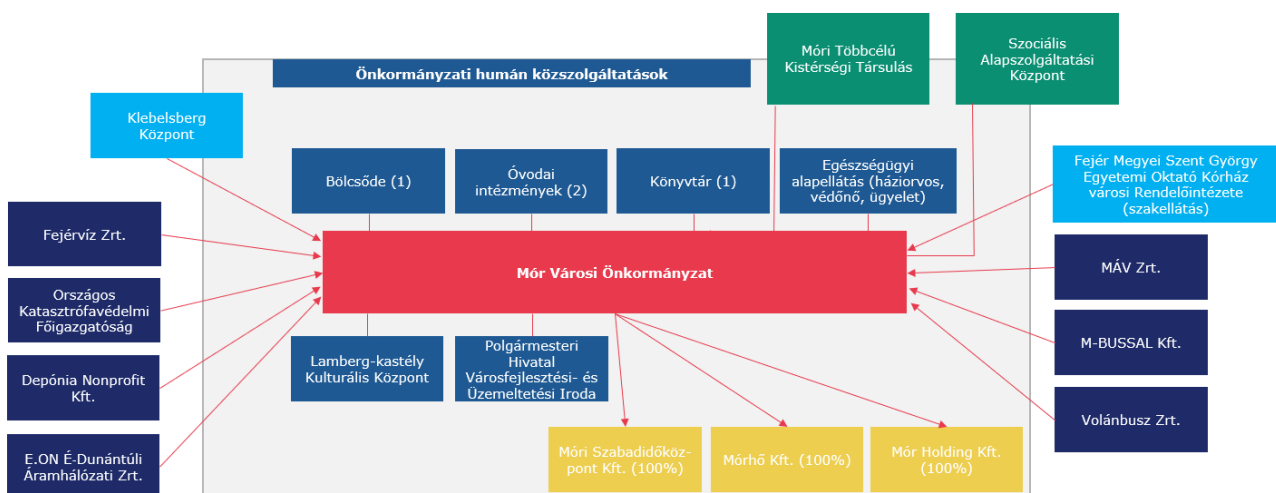 Önkormányzati humán közszolgáltatások
Móri Többcélú
Kistérségi Társulás
Szociális
Alapszolgáltatási
Központ
Klebelsberg
Központ
Bölcsőde (1)
Óvodai
intézmények (2)
Könyvtár (1)
Egészségügyi
alapellátás (háziorvos,
védőnő, ügyelet)
Fejér Megyei Szent György
Egyetemi Oktató Kórház
városi Rendelőintézete
(szakellátás)
Fejérvíz Zrt.
Országos
Katasztrófavédelmi
Főigazgatóság
Depónia Nonprofit
Kft.
E.ON É-Dunántúli
Áramhálózati Zrt.
Mór Városi Önkormányzat
MÁV Zrt.
M-BUSSAL Kft.
Volánbusz Zrt.
Lamberg-kastély
Kulturális Központ
Polgármesteri
Hivatal
Városfejlesztési- és
Üzemeltetési Iroda
Móri Szabadidőköz-
pont Kft. (100%)
Mórhő Kft. (100%)
Mór Holding Kft.
(100%)